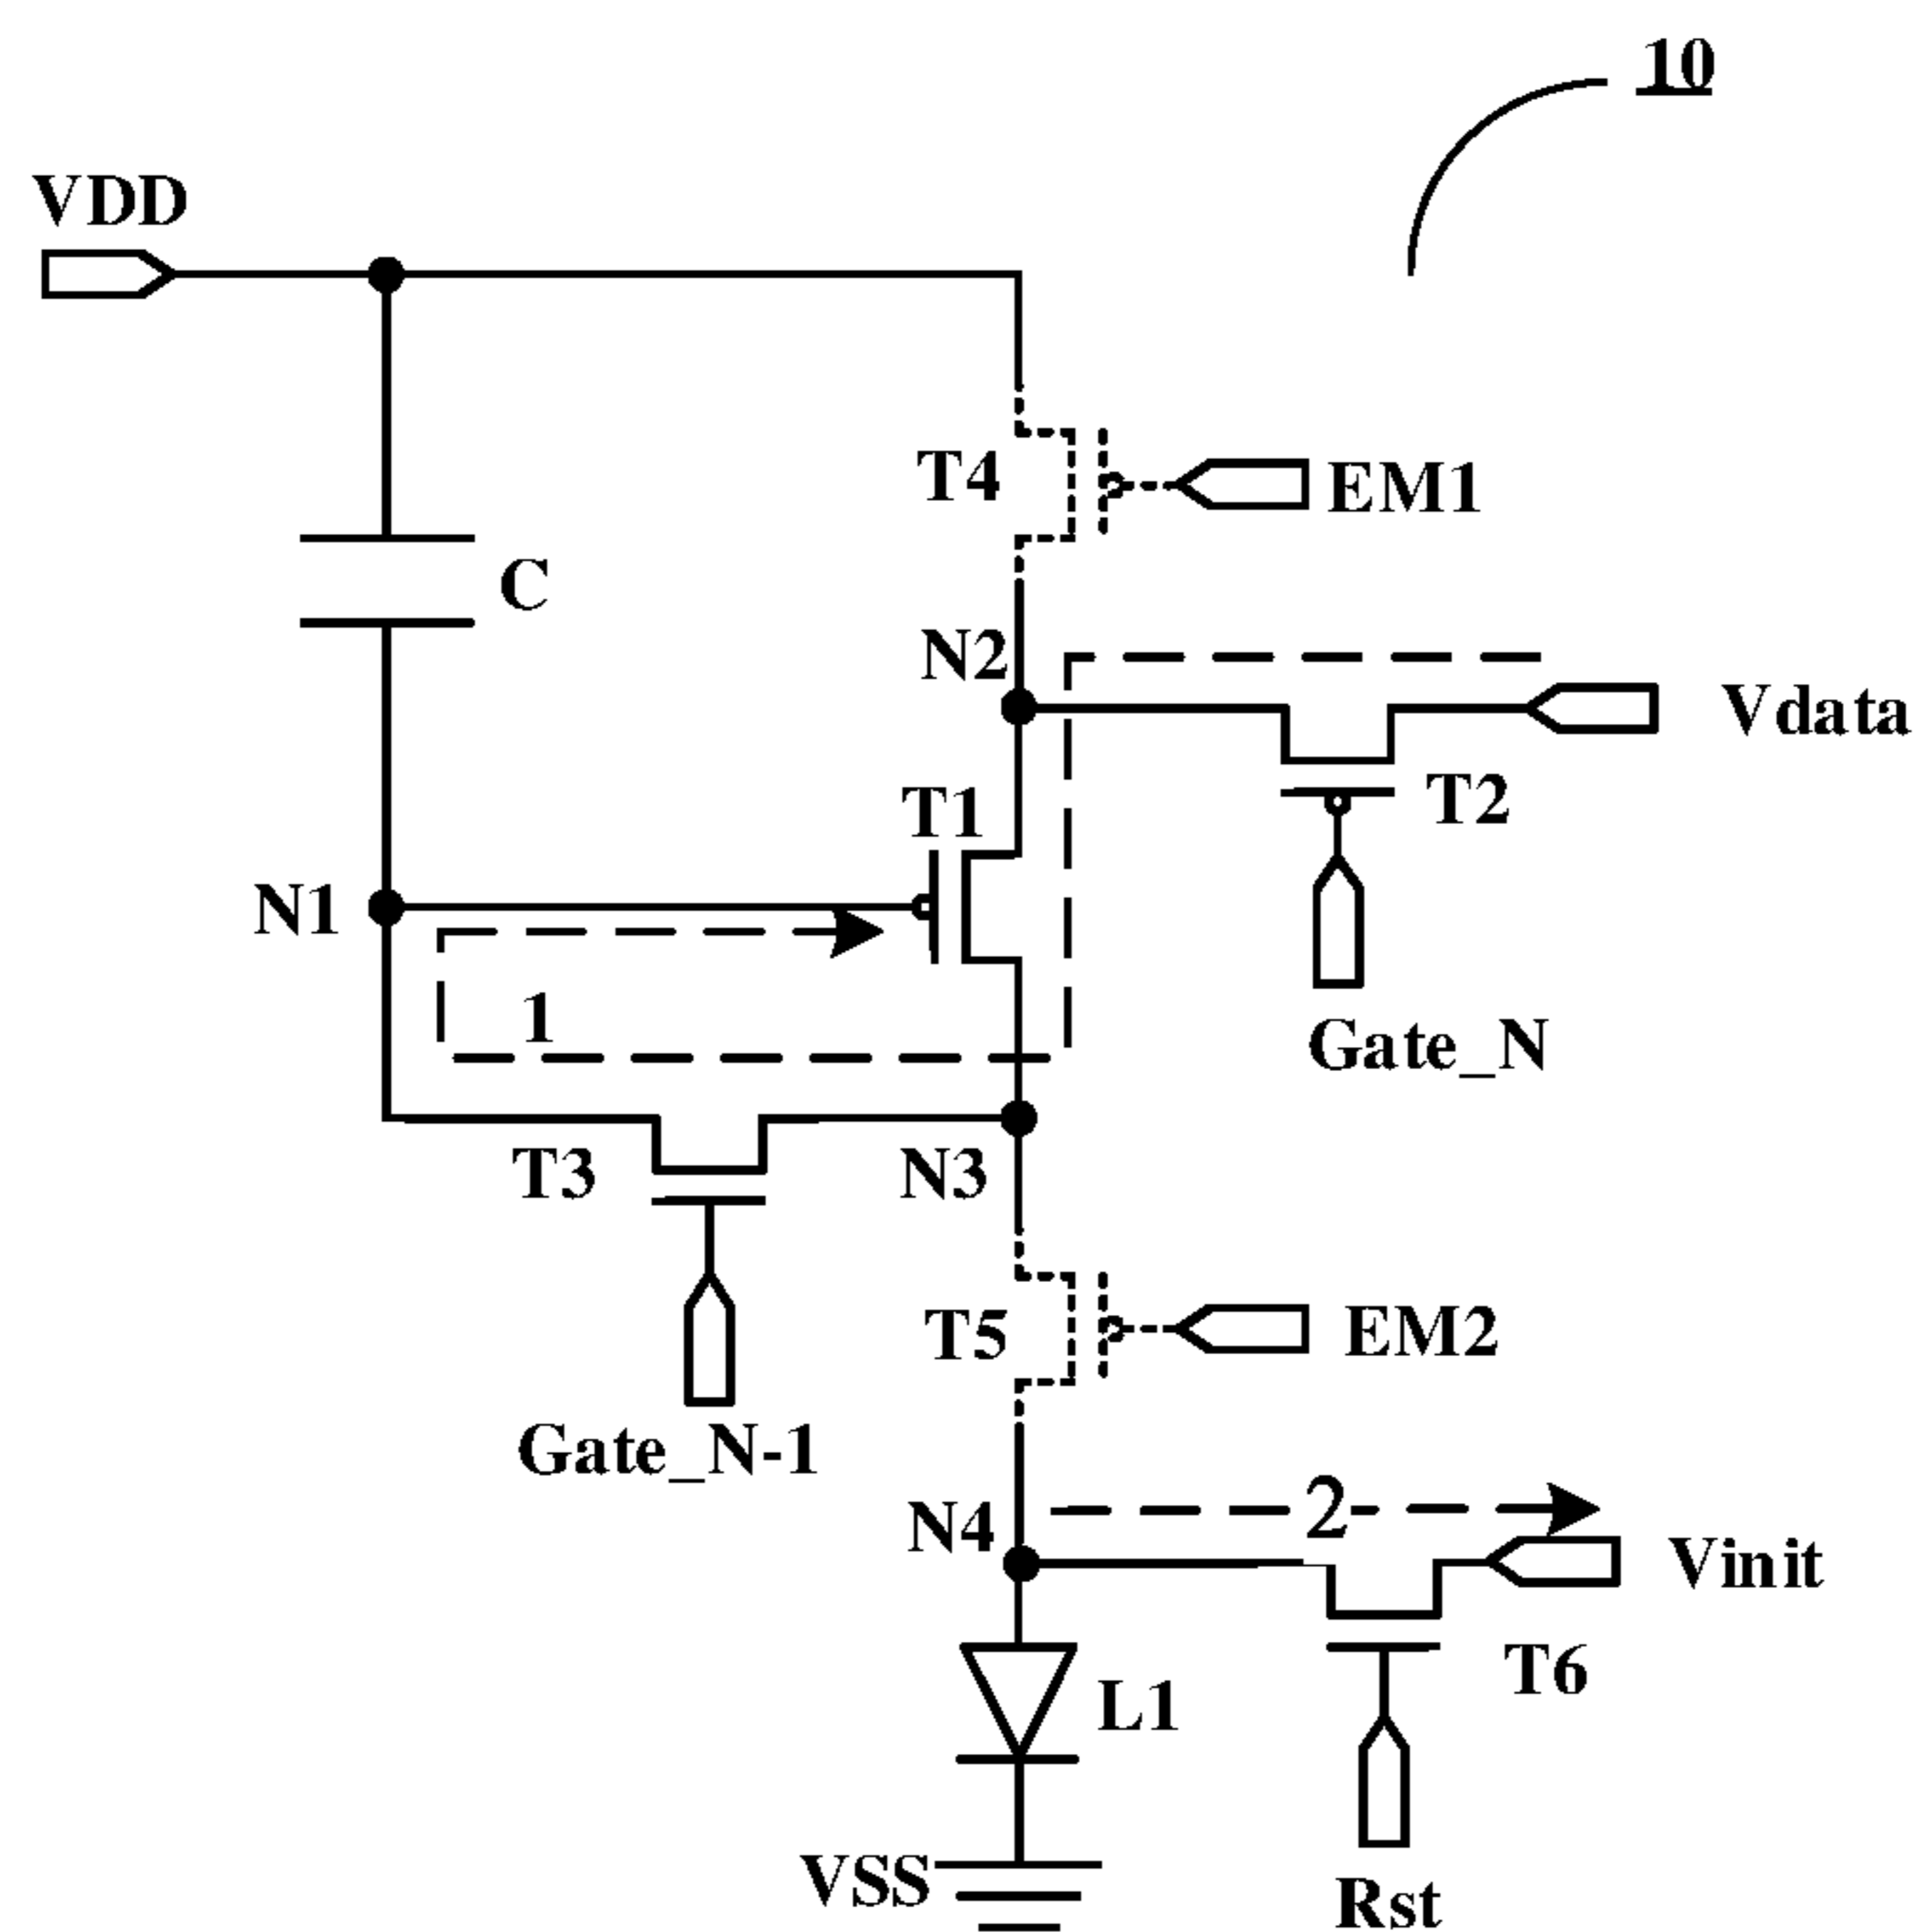 10
VDD
T4
EM1
C
N2
Vdata
T1
T2
N1
1
Gate_N
T3
N3
T5
EM2
Gate_N-1
N4
2
Vinit
T6
L1
VSS
Rst